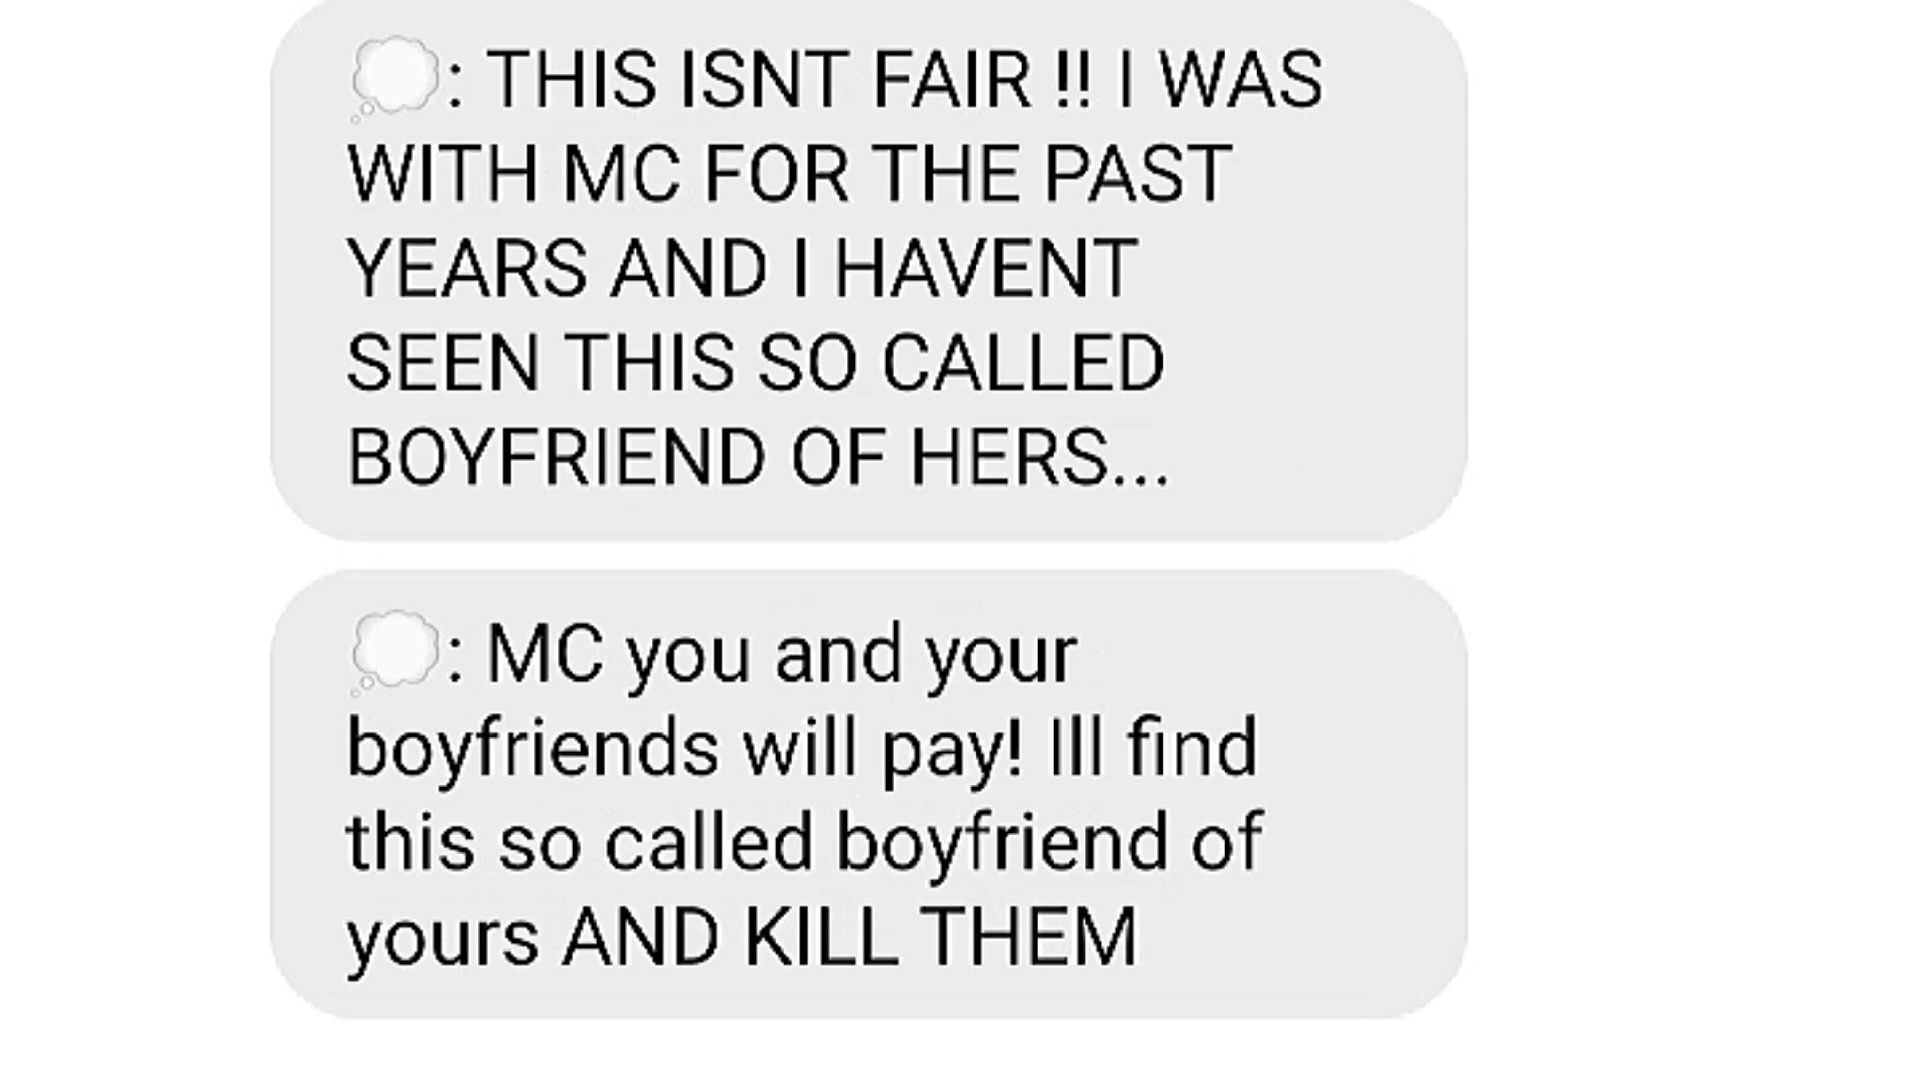 💭: THIS ISNT FAIR !! I WAS
WITH MC FOR THE PAST
YEARS AND I HAVENT
SEEN THIS SO CALLED
BOYFRIEND OF HERS...
💭: MC you and your
boyfriends will pay! Ill find
this so called boyfriend of
yours AND KILL THEM